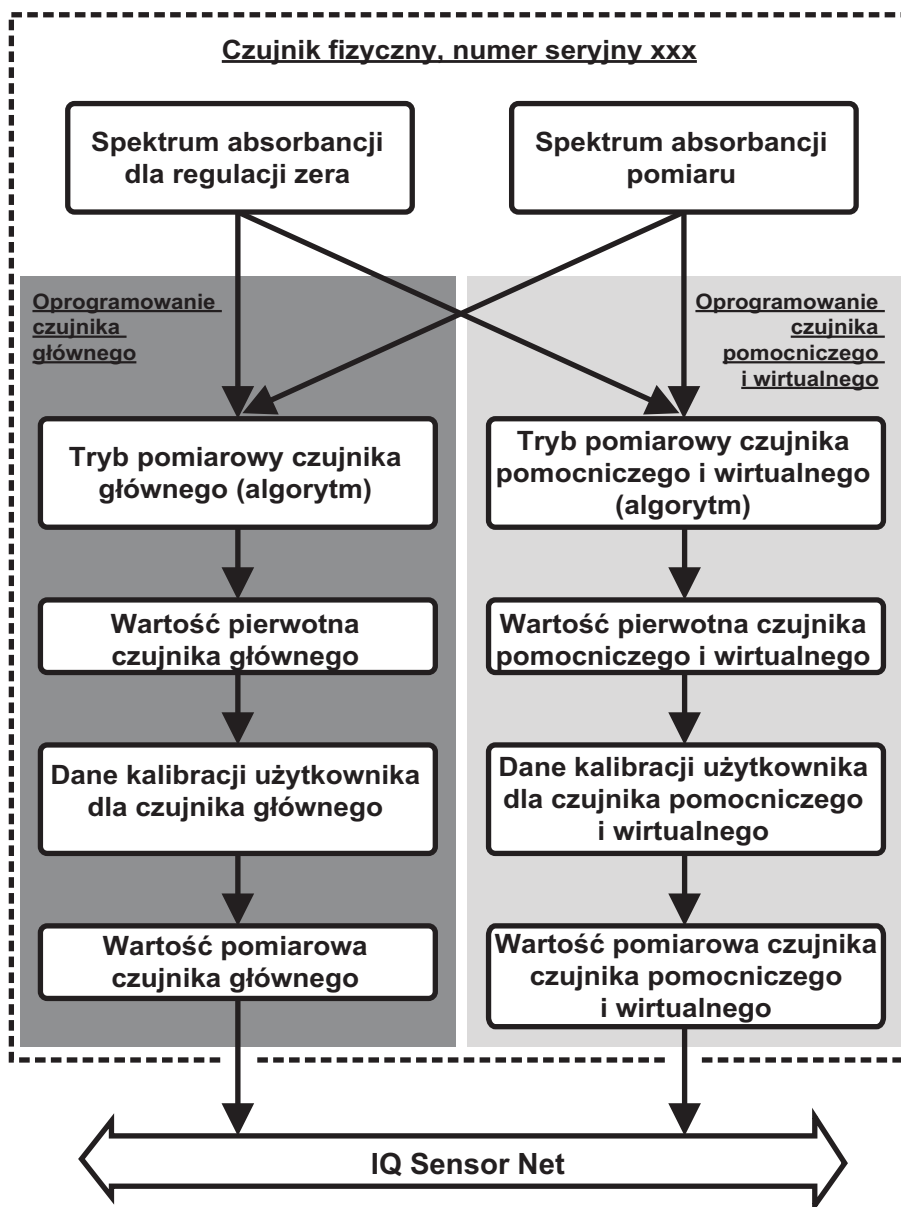 Czujnik fizyczny, numer seryjny xxx
Spektrum absorbancji
dla regulacji zera
Spektrum absorbancji
pomiaru
Oprogramowanie
czujnika
głównego
Oprogramowanie
czujnika
pomocniczego
i wirtualnego
Tryb pomiarowy czujnika
głównego (algorytm)
Tryb pomiarowy czujnika
pomocniczego i wirtualnego
(algorytm)
Wartość pierwotna
czujnika głównego
Wartość pierwotna czujnika
pomocniczego i wirtualnego
Dane kalibracji użytkownika
dla czujnika głównego
Dane kalibracji użytkownika
dla czujnika pomocniczego
i wirtualnego
Wartość pomiarowa
czujnika głównego
Wartość pomiarowa czujnika
czujnika pomocniczego
i wirtualnego
IQ Sensor Net